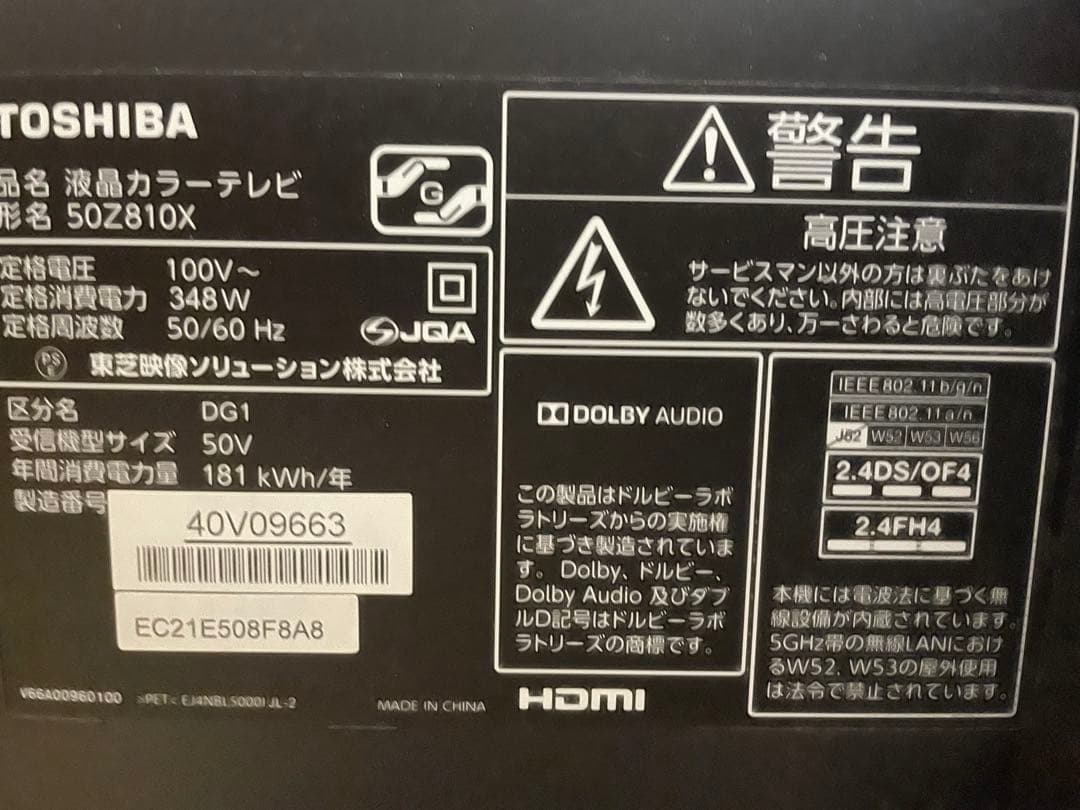 TOSHIBA
品名 液晶カラーテレビ
形名 50Z810X
G
定格電圧 100V～
定格消費電力 348W
定格周波数 50/60 Hz
JQA
PS
E
東芝映像ソリューション株式会社
区分名 DG1
受信機型サイズ 50V
年間消費電力量 181 kWh/年
製造番号
40V09663
EC21E508F8A8
V66A00960100 >PET< EJ4NBL5000I JL-2
MADE IN CHINA
警告
高圧注意
サービスマン以外の方は裏ぶたをあけ
ないでください。内部には高電圧部分が
数多くあり、万一さわると危険です。
DOLBY AUDIO
この製品はドルビーラボ
ラトリーズからの実施権
に基づき製造されていま
す。Dolby、ドルビー、
Dolby Audio 及びダブ
ルD記号はドルビーラボ
ラトリーズの商標です。
HDMI
IEEE802.11b/g/n
IEEE802.11a/n
J52 W52 W53 W56
2.4DS/OF4
2.4FH4
本機には電波法に基づく無
線設備が内蔵されています。
5GHz帯の無線LANにおけ
るW52、W53の屋外使用
は法令で禁止されています。